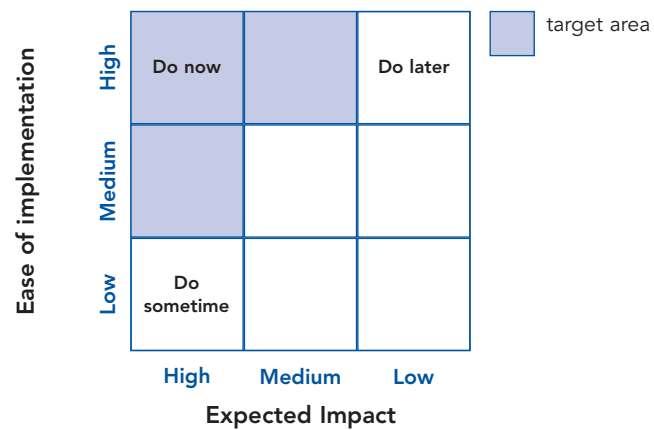 target area
Ease of implementation
High
Do now
Do later
Medium
Low
Do
sometime
High
Medium
Low
Expected Impact